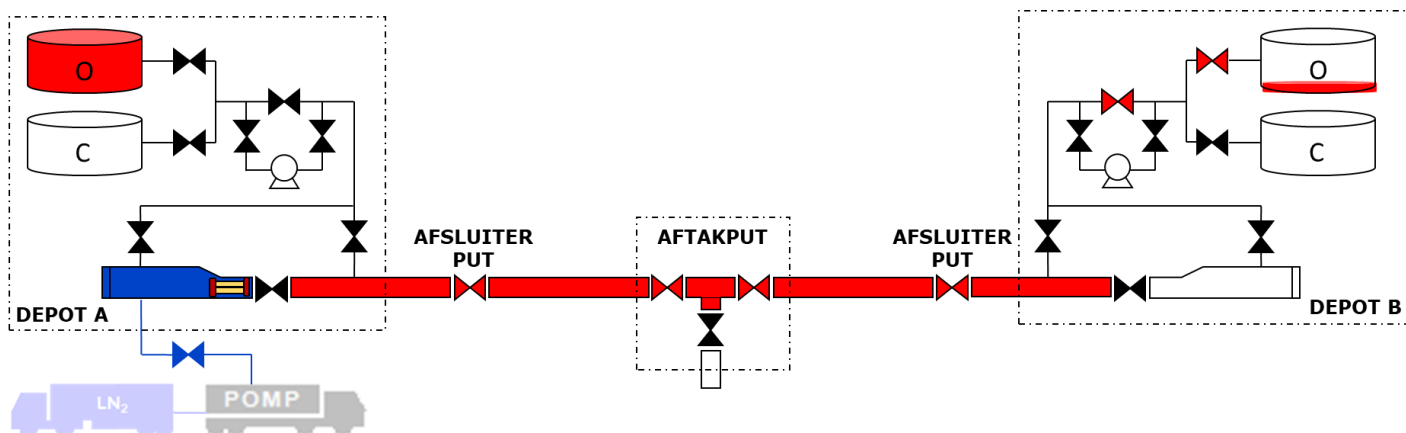 O
C
DEPOT A
AFSLUITER
PUT
AFTAKPUT
AFSLUITER
PUT
O
C
DEPOT B
LN₂
POMP